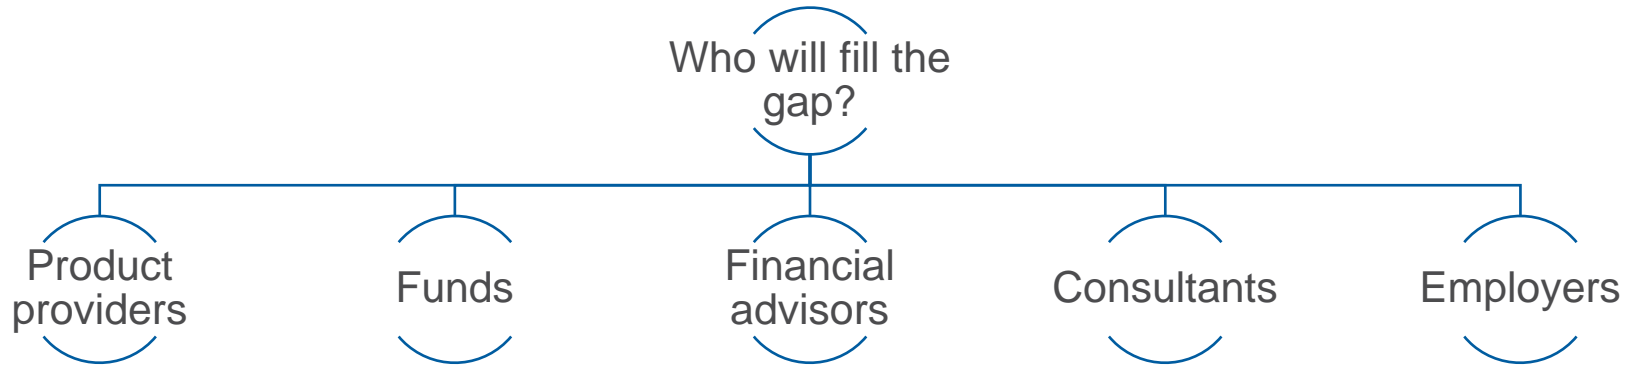 Who will fill the
gap?
Product
providers
Funds
Financial
advisors
Consultants
Employers